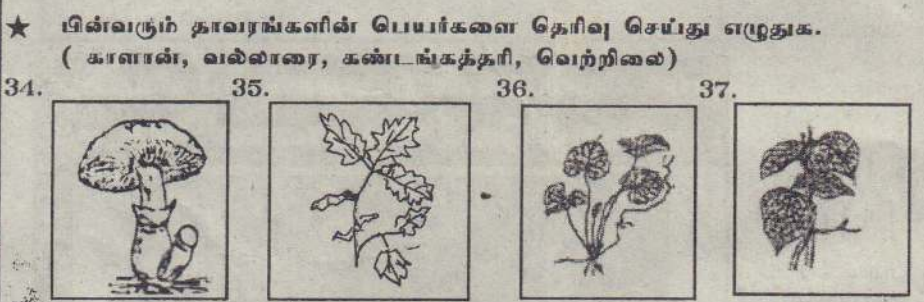 ★ பின்வரும் தாவரங்களின் பெயர்களை தெரிவு செய்து எழுதுக.
( காளான், வல்லாரை, கண்டங்கத்தரி, வெற்றிலை)
34. 35. 36. 37.